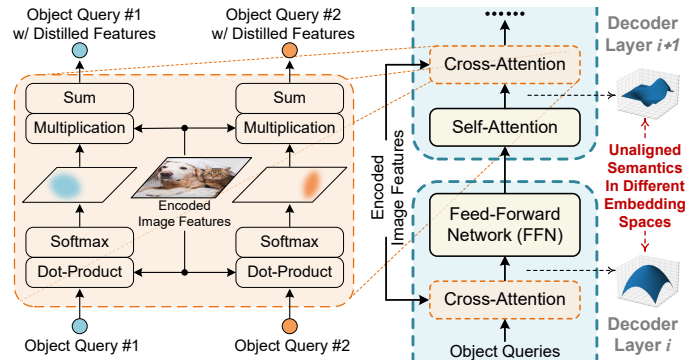 Object Query #1
w/ Distilled Features
Object Query #2
w/ Distilled Features
Sum
Sum
Multiplication
Multiplication
Encoded
Image Features
Softmax
Softmax
Dot-Product
Dot-Product
Object Query #1
Object Query #2
······
Decoder
Layer i+1
Cross-Attention
Self-Attention
Encoded
Image Features
Unaligned
Semantics
In Different
Embedding
Spaces
Feed-Forward
Network (FFN)
Cross-Attention
Object Queries
Decoder
Layer i